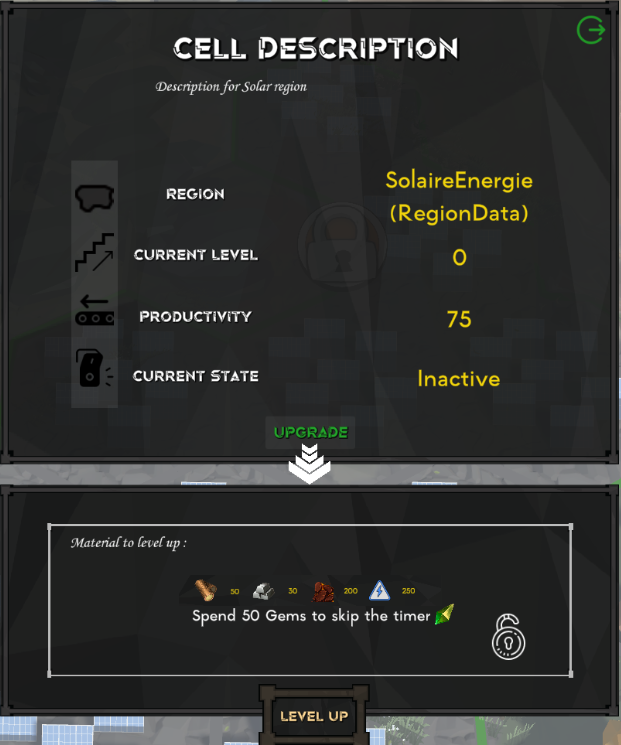 CELL DESCRIPTION
Description for Solar region
REGION
SolaireEnergie
(RegionData)
CURRENT LEVEL
0
PRODUCTIVITY
75
CURRENT STATE
Inactive
UPGRADE
Material to level up :
50 30 200 250
Spend 50 Gems to skip the timer
LEVEL UP